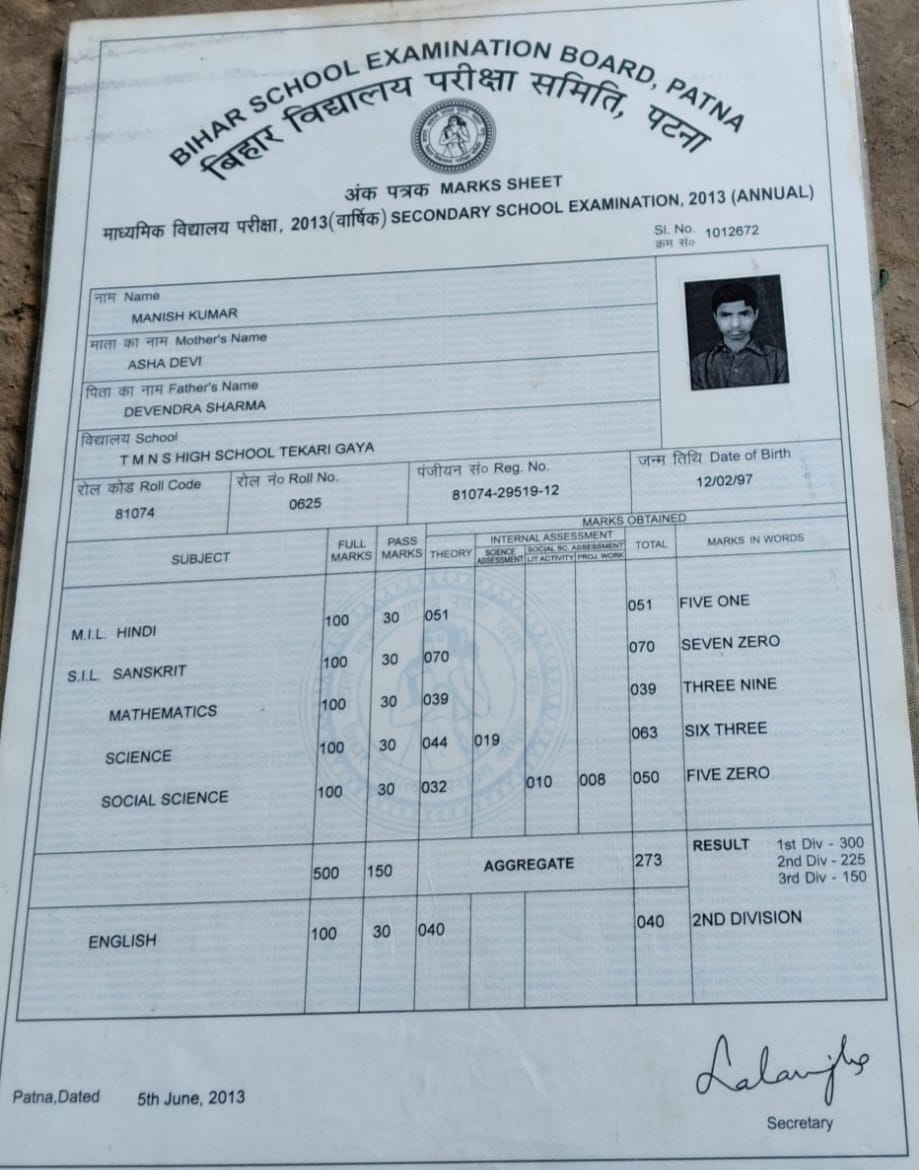 BIHAR SCHOOL EXAMINATION BOARD, PATNA
बिहार विद्यालय परीक्षा समिति, पटना
अंक पत्रक MARKS SHEET
माध्यमिक विद्यालय परीक्षा, 2013(वार्षिक) SECONDARY SCHOOL EXAMINATION, 2013 (ANNUAL)
Sl. No. 1012672
क्रम सं०
नाम Name
MANISH KUMAR
माता का नाम Mother's Name
ASHA DEVI
पिता का नाम Father's Name
DEVENDRA SHARMA
विद्यालय School
T M N S HIGH SCHOOL TEKARI GAYA
रोल कोड Roll Code रोल नं० Roll No. पंजीयन सं० Reg. No. जन्म तिथि Date of Birth
81074 0625 81074-29519-12 12/02/97
MARKS OBTAINED
SUBJECT FULL MARKS PASS MARKS THEORY INTERNAL ASSESSMENT TOTAL MARKS IN WORDS
SCIENCE ASSESSMENT SOCIAL SC. ASSESSMENT
LIT ACTIVITY PROJ. WORK
M.I.L. HINDI 100 30 051 051 FIVE ONE
S.I.L. SANSKRIT 100 30 070 070 SEVEN ZERO
MATHEMATICS 100 30 039 039 THREE NINE
SCIENCE 100 30 044 019 063 SIX THREE
SOCIAL SCIENCE 100 30 032 010 008 050 FIVE ZERO
500 150 AGGREGATE 273 RESULT 1st Div - 300
2nd Div - 225
3rd Div - 150
ENGLISH 100 30 040 040 2ND DIVISION
Patna,Dated 5th June, 2013
Secretary